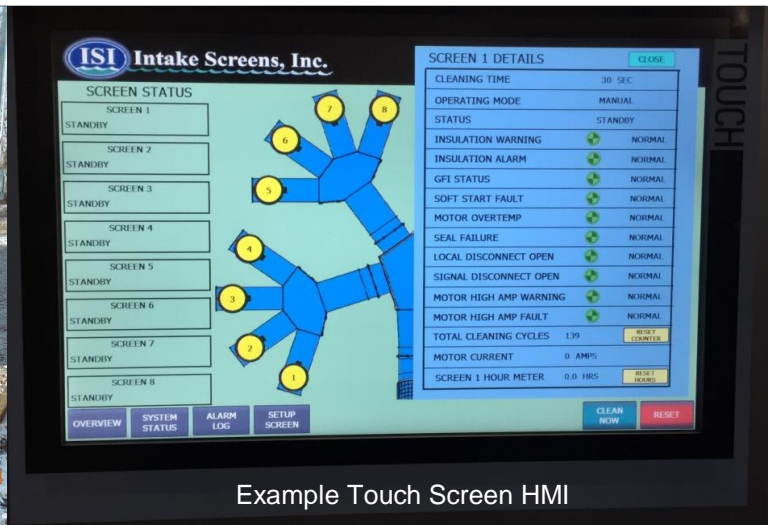 ISI Intake Screens, Inc.
SCREEN STATUS
SCREEN 1
STANDBY
SCREEN 2
STANDBY
SCREEN 3
STANDBY
SCREEN 4
STANDBY
SCREEN 5
STANDBY
SCREEN 6
STANDBY
SCREEN 7
STANDBY
SCREEN 8
STANDBY
7
8
6
5
4
3
2
1
SCREEN 1 DETAILS CLOSE
CLEANING TIME 30 SEC
OPERATING MODE MANUAL
STATUS STANDBY
INSULATION WARNING NORMAL
INSULATION ALARM NORMAL
GFI STATUS NORMAL
SOFT START FAULT NORMAL
MOTOR OVERTEMP NORMAL
SEAL FAILURE NORMAL
LOCAL DISCONNECT OPEN NORMAL
SIGNAL DISCONNECT OPEN NORMAL
MOTOR HIGH AMP WARNING NORMAL
MOTOR HIGH AMP FAULT NORMAL
TOTAL CLEANING CYCLES 139 RESET COUNTER
MOTOR CURRENT 0 AMPS
SCREEN 1 HOUR METER 0.0 HRS RESET HOURS
OVERVIEW
SYSTEM
STATUS
ALARM
LOG
SETUP
SCREEN
CLEAN
NOW
RESET
TOUCH
Example Touch Screen HMI